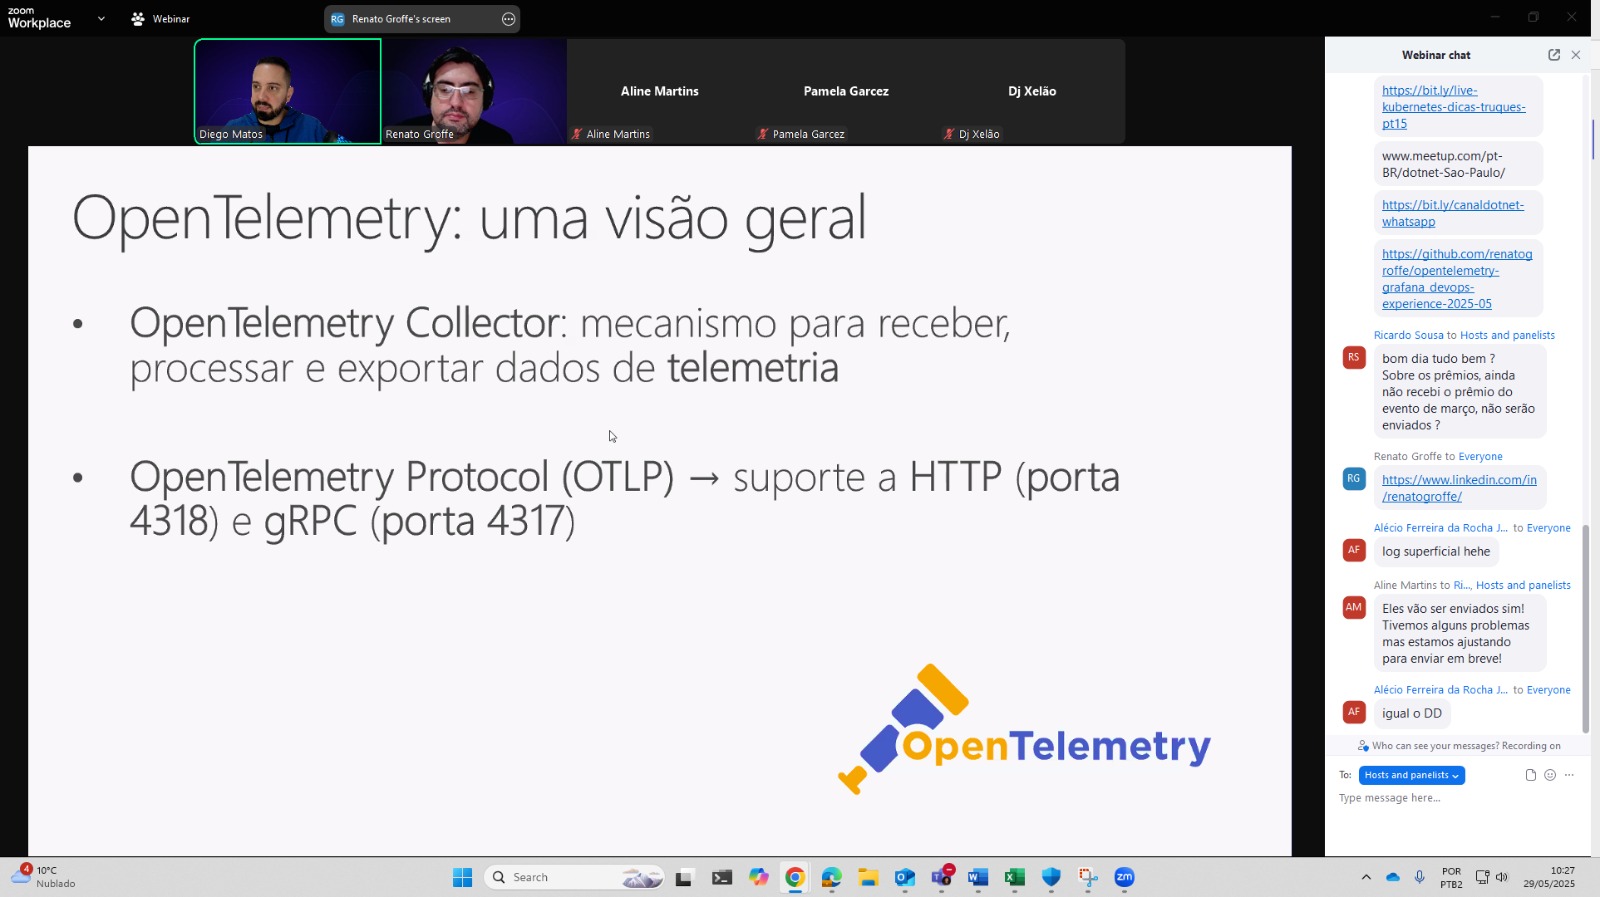 zoom
Workplace
Webinar
RG Renato Groffe's screen
Diego Matos
Renato Groffe
Aline Martins
Aline Martins
Pamela Garcez
Pamela Garcez
Dj Xelão
Dj Xelão
OpenTelemetry: uma visão geral
• OpenTelemetry Collector: mecanismo para receber,
processar e exportar dados de telemetria
• OpenTelemetry Protocol (OTLP) → suporte a HTTP (porta
4318) e gRPC (porta 4317)
OpenTelemetry
Webinar chat
https://bit.ly/live-
kubernetes-dicas-truques-
pt15
www.meetup.com/pt-
BR/dotnet-Sao-Paulo/
https://bit.ly/canaldotnet-
whatsapp
https://github.com/renatog
roffe/opentelemetry-
grafana_devops-
experience-2025-05
Ricardo Sousa to Hosts and panelists
RS
bom dia tudo bem ?
Sobre os prêmios, ainda
não recebi o prêmio do
evento de março, não serão
enviados ?
Renato Groffe to Everyone
RG
https://www.linkedin.com/in
/renatogroffe/
Alécio Ferreira da Rocha J... to Everyone
AF
log superficial hehe
Aline Martins to Ri..., Hosts and panelists
AM
Eles vão ser enviados sim!
Tivemos alguns problemas
mas estamos ajustando
para enviar em breve!
Alécio Ferreira da Rocha J... to Everyone
AF
igual o DD
Who can see your messages? Recording on
To: Hosts and panelists
Type message here...
4
10°C
Nublado
Search
zm
POR
PTB2
10:27
29/05/2025